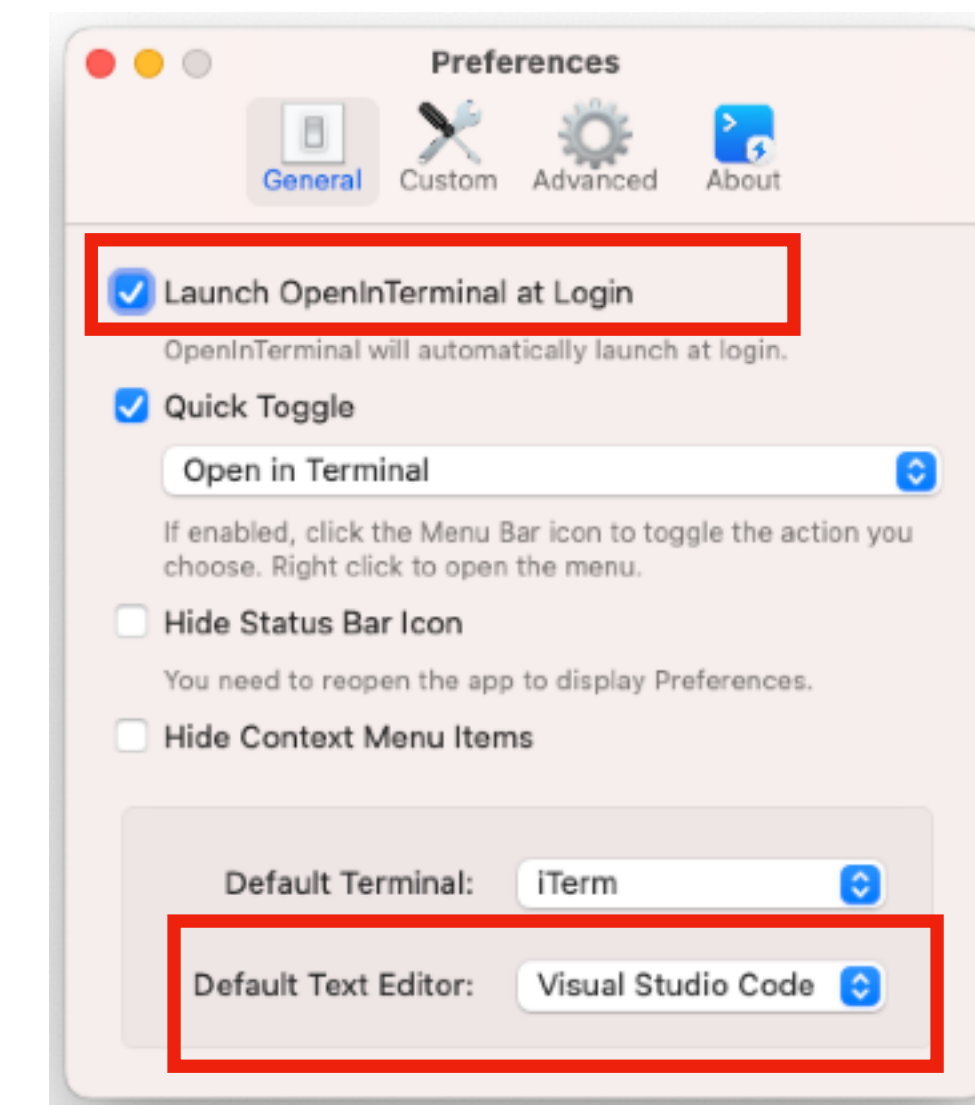 Preferences
General Custom Advanced About
Launch OpenInTerminal at Login
OpenInTerminal will automatically launch at login.
Quick Toggle
Open in Terminal
If enabled, click the Menu Bar icon to toggle the action you
choose. Right click to open the menu.
Hide Status Bar Icon
You need to reopen the app to display Preferences.
Hide Context Menu Items
Default Terminal: iTerm
Default Text Editor: Visual Studio Code